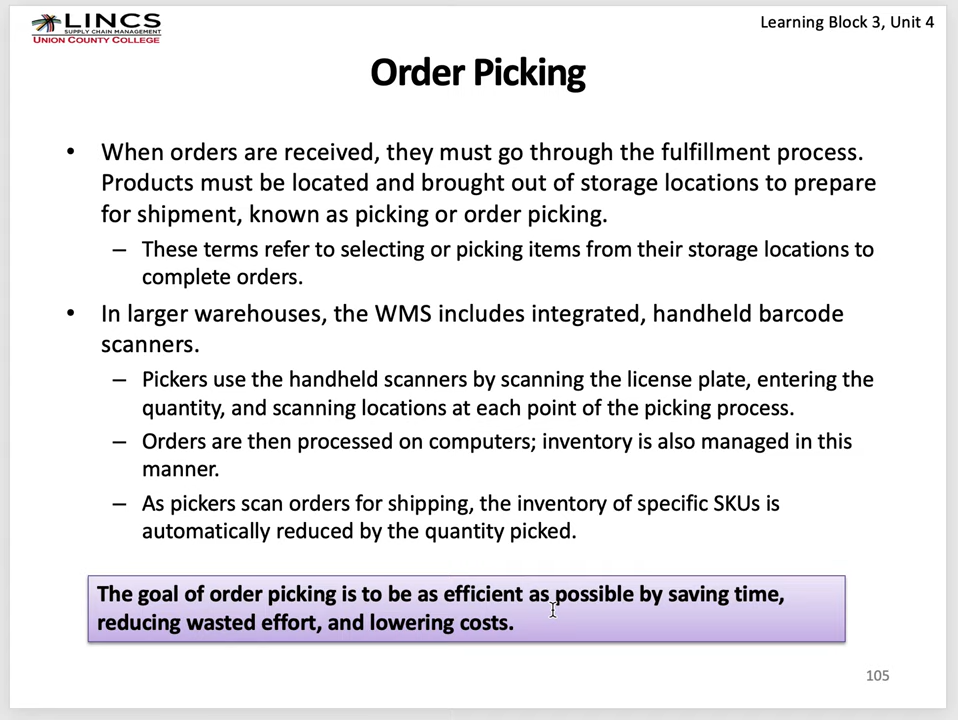 LINCS
SUPPLY CHAIN MANAGEMENT
UNION COUNTY COLLEGE
Learning Block 3, Unit 4
Order Picking
• When orders are received, they must go through the fulfillment process.
Products must be located and brought out of storage locations to prepare
for shipment, known as picking or order picking.
– These terms refer to selecting or picking items from their storage locations to
complete orders.
• In larger warehouses, the WMS includes integrated, handheld barcode
scanners.
– Pickers use the handheld scanners by scanning the license plate, entering the
quantity, and scanning locations at each point of the picking process.
– Orders are then processed on computers; inventory is also managed in this
manner.
– As pickers scan orders for shipping, the inventory of specific SKUs is
automatically reduced by the quantity picked.
The goal of order picking is to be as efficient as possible by saving time,
reducing wasted effort, and lowering costs.
105